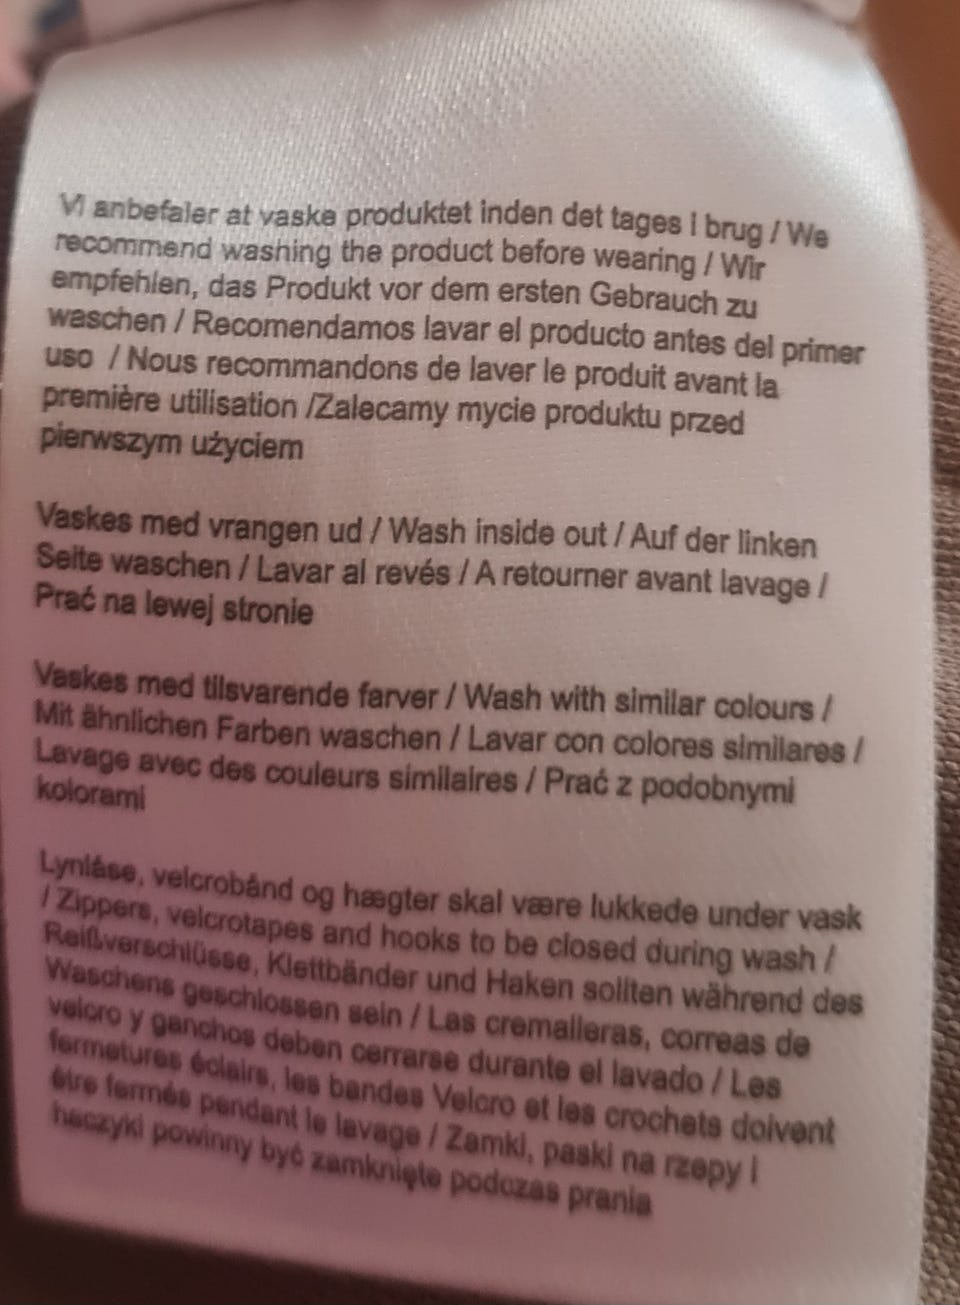 Vi anbefaler at vaske produktet inden det tages i brug / We
recommend washing the product before wearing / Wir
empfehlen, das Produkt vor dem ersten Gebrauch zu
waschen / Recomendamos lavar el producto antes del primer
uso / Nous recommandons de laver le produit avant la
première utilisation /Zalecamy mycie produktu przed
pierwszym użyciem
Vaskes med vrangen ud / Wash inside out / Auf der linken
Seite waschen / Lavar al revés / A retourner avant lavage /
Prać na lewej stronie
Vaskes med tilsvarende farver / Wash with similar colours /
Mit ähnlichen Farben waschen / Lavar con colores similares /
Lavage avec des couleurs similaires / Prać z podobnymi
kolorami
Lynlåse, velcrobånd og hægter skal være lukkede under vask
/ Zippers, velcrotapes and hooks to be closed during wash /
Reißverschlüsse, Klettbänder und Haken sollten während des
Waschens geschlossen sein / Las cremalleras, correas de
velcro y ganchos deben cerrarse durante el lavado / Les
fermetures éclairs, les bandes Velcro et les crochets doivent
être fermés pendant le lavage / Zamki, paski na rzepy i
haczyki powinny być zamknięte podczas prania